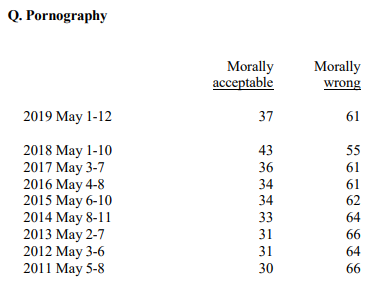 Q. Pornography
Morally Morally
acceptable wrong
2019 May 1-12 37 61
2018 May 1-10 43 55
2017 May 3-7 36 61
2016 May 4-8 34 61
2015 May 6-10 34 62
2014 May 8-11 33 64
2013 May 2-7 31 66
2012 May 3-6 31 64
2011 May 5-8 30 66